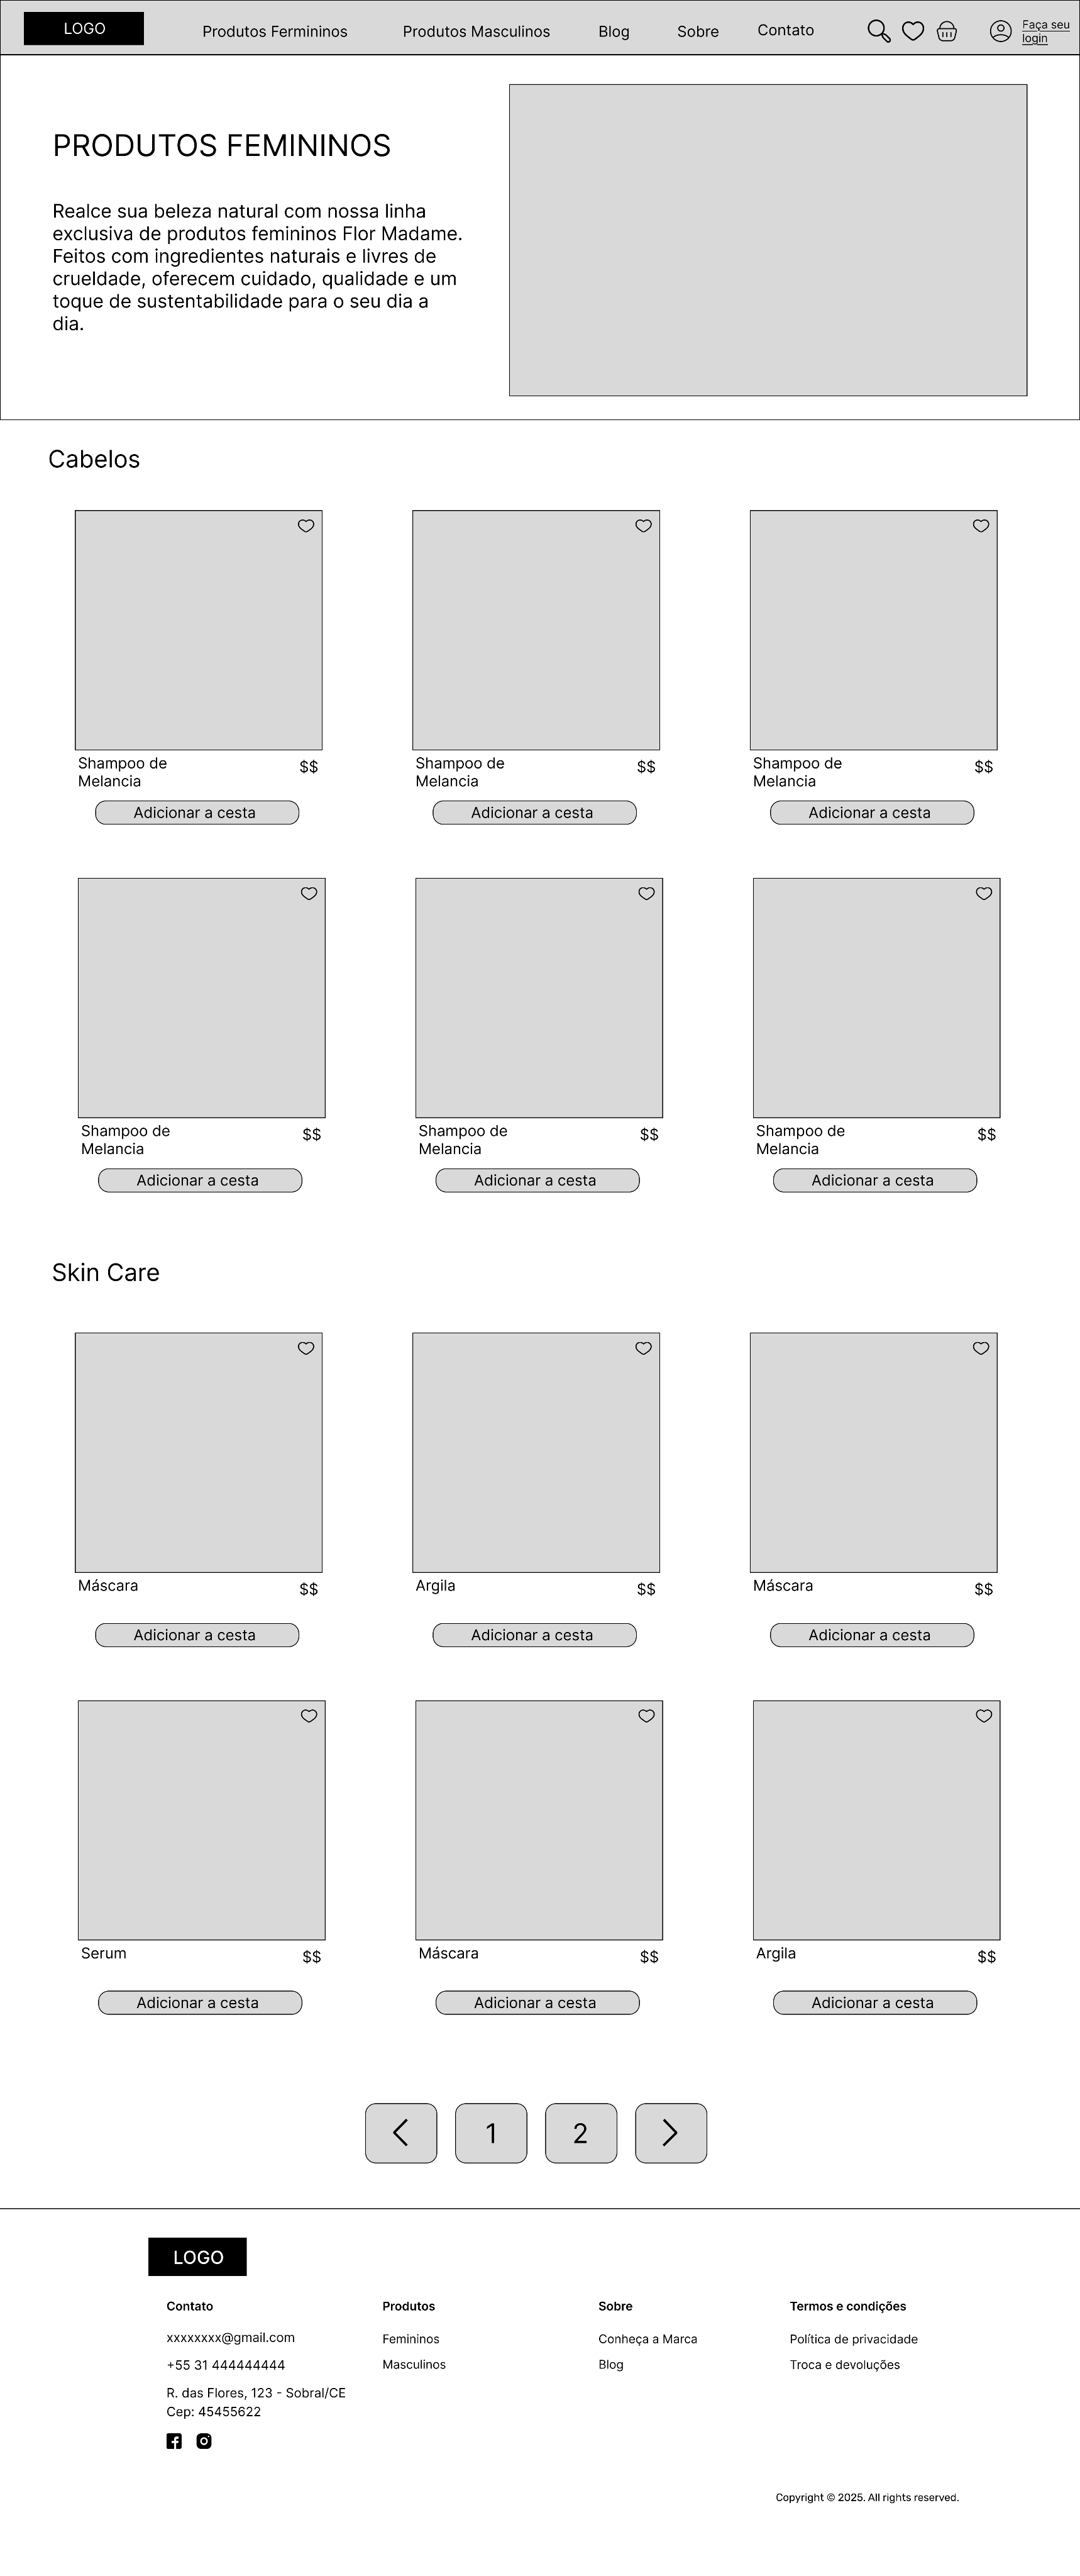 LOGO
Produtos Fermininos
Produtos Masculinos
Blog
Sobre
Contato
Faça seu
login
PRODUTOS FEMININOS
Realce sua beleza natural com nossa linha
exclusiva de produtos femininos Flor Madame.
Feitos com ingredientes naturais e livres de
crueldade, oferecem cuidado, qualidade e um
toque de sustentabilidade para o seu dia a
dia.
Cabelos
Shampoo de
Melancia
$$
Adicionar a cesta
Shampoo de
Melancia
$$
Adicionar a cesta
Shampoo de
Melancia
$$
Adicionar a cesta
Shampoo de
Melancia
$$
Adicionar a cesta
Shampoo de
Melancia
$$
Adicionar a cesta
Shampoo de
Melancia
$$
Adicionar a cesta
Skin Care
Máscara
$$
Adicionar a cesta
Argila
$$
Adicionar a cesta
Máscara
$$
Adicionar a cesta
Serum
$$
Adicionar a cesta
Máscara
$$
Adicionar a cesta
Argila
$$
Adicionar a cesta
1
2
LOGO
Contato
xxxxxxxx@gmail.com
+55 31 444444444
R. das Flores, 123 - Sobral/CE
Cep: 45455622
Produtos
Femininos
Masculinos
Sobre
Conheça a Marca
Blog
Termos e condições
Política de privacidade
Troca e devoluções
Copyright © 2025. All rights reserved.